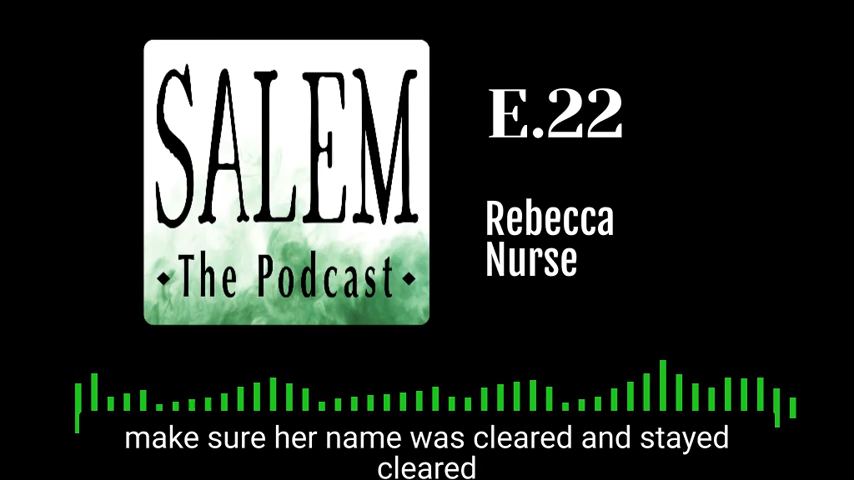 SALEM
The Podcast
E.22
Rebecca
Nurse
make sure her name was cleared and stayed
cleared